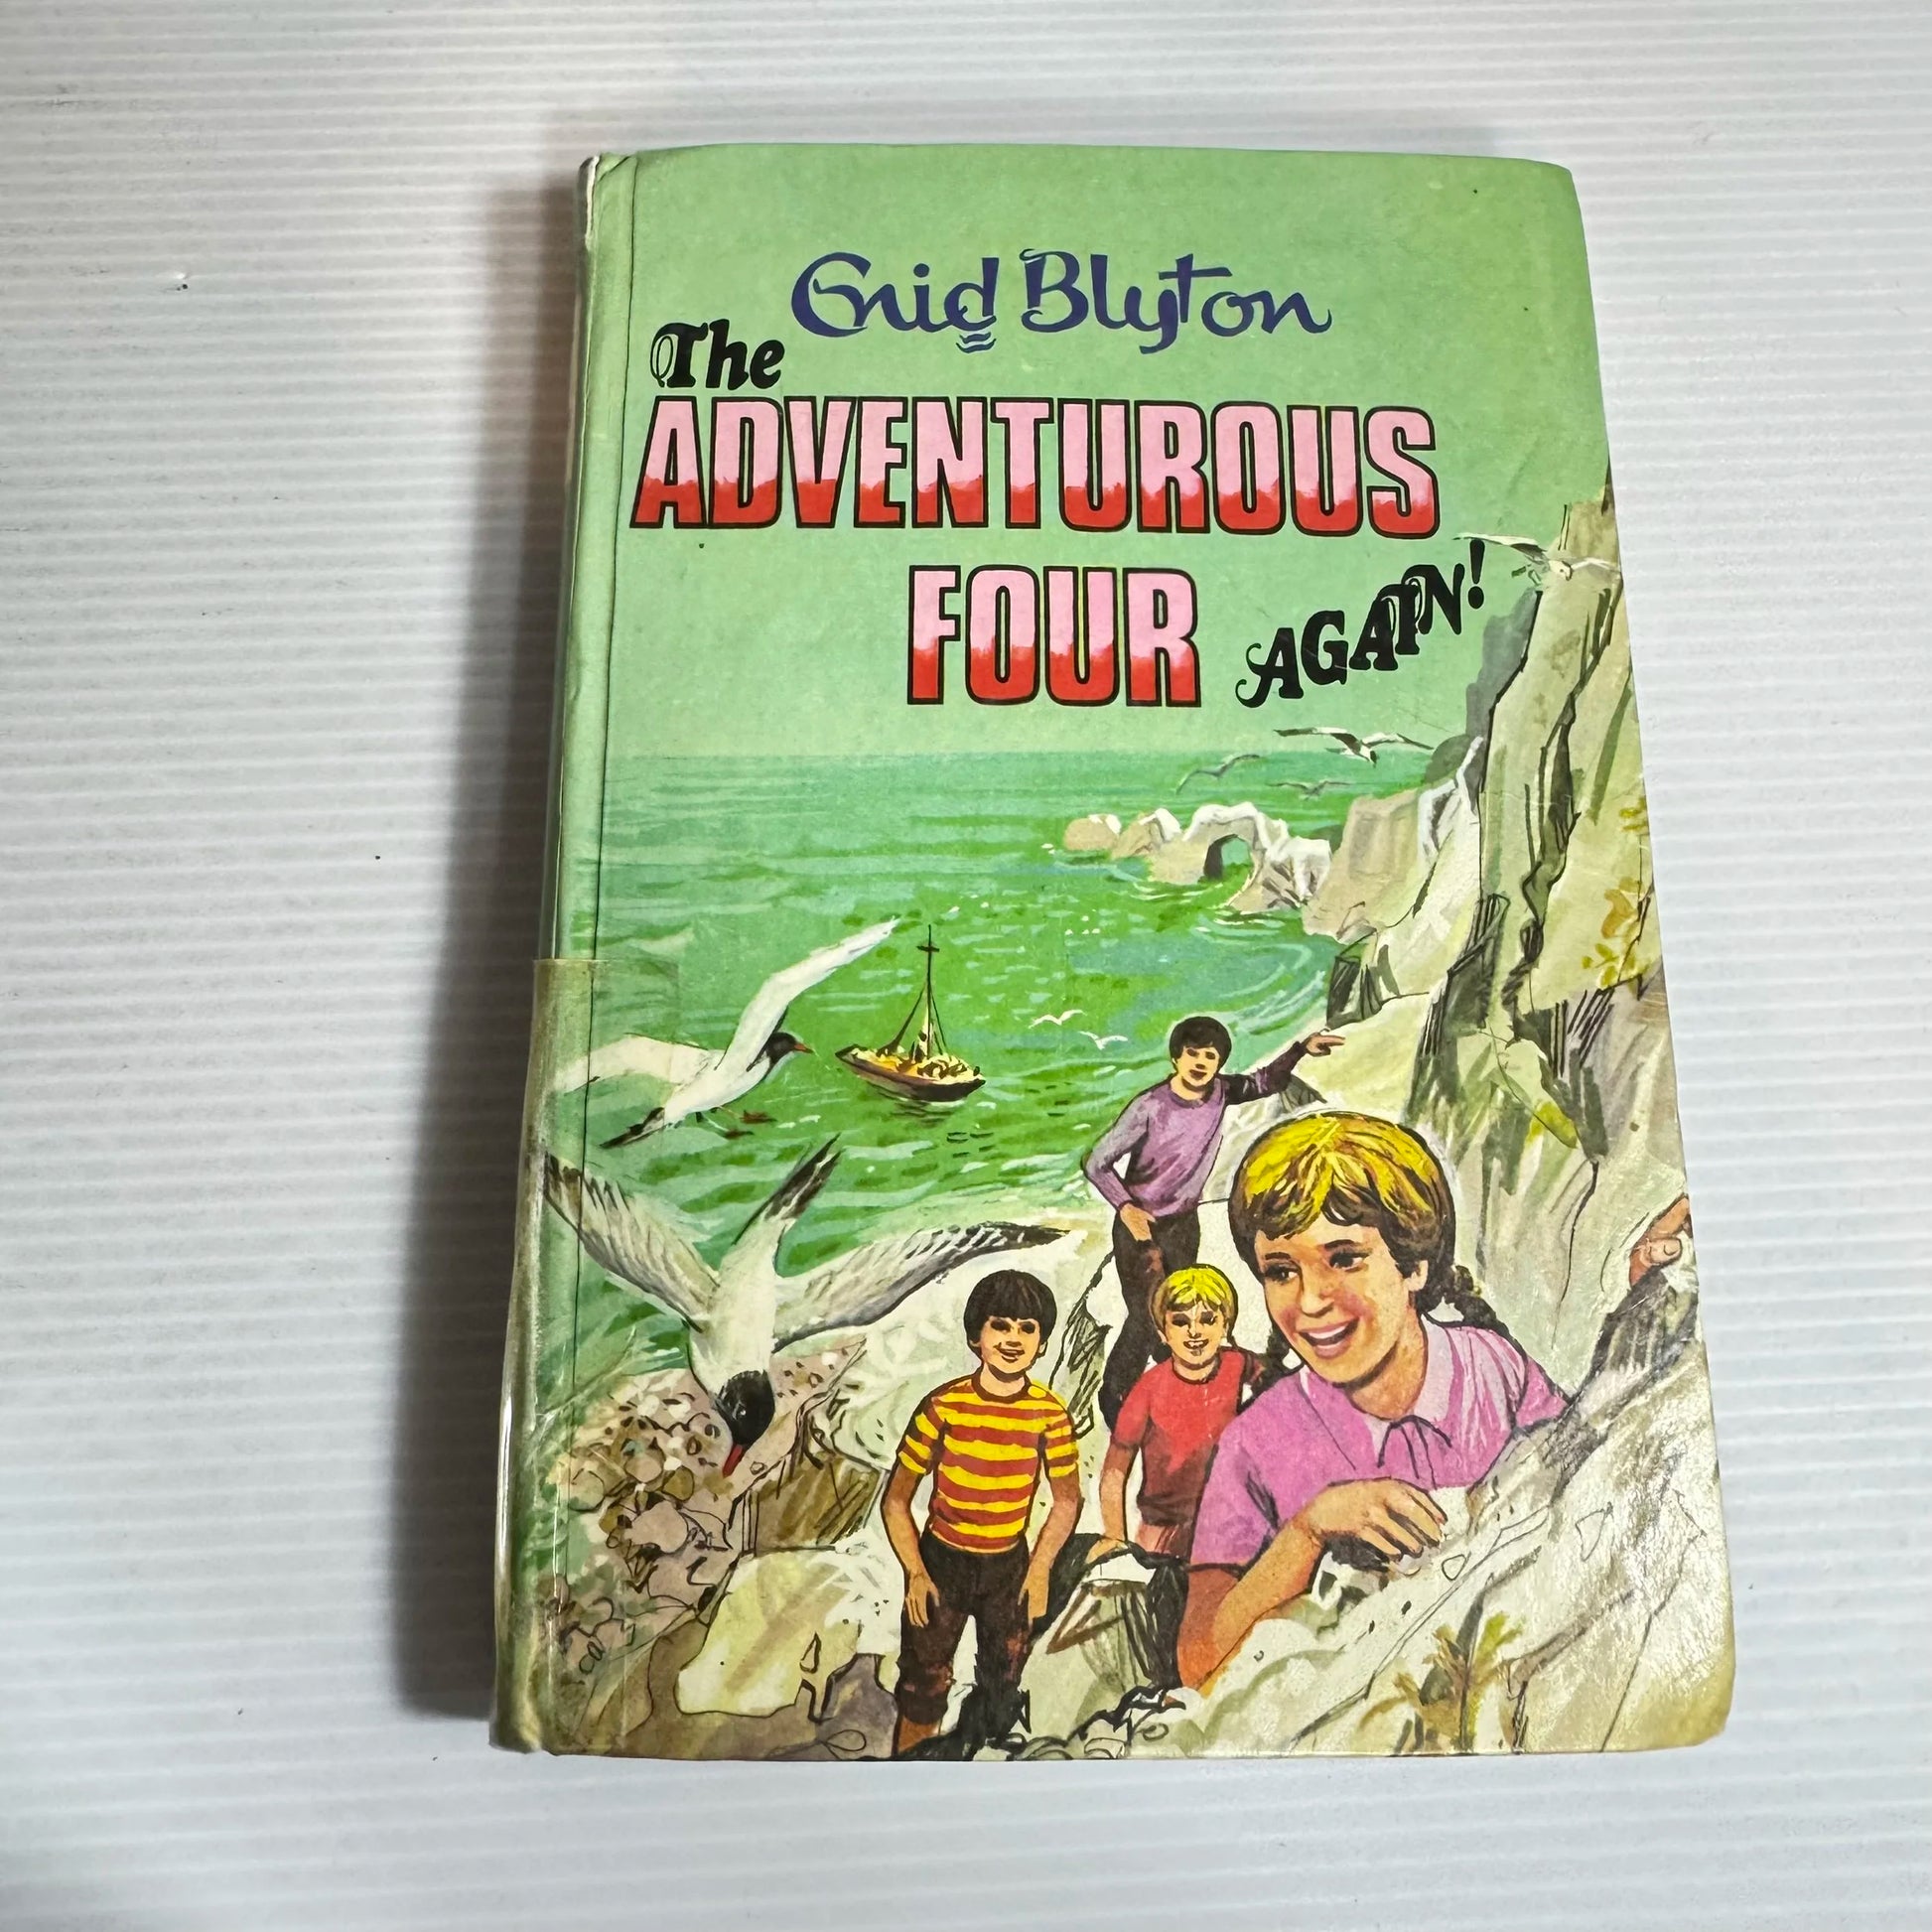 Enid Blyton
The
ADVENTUROUS
FOUR AGAIN!